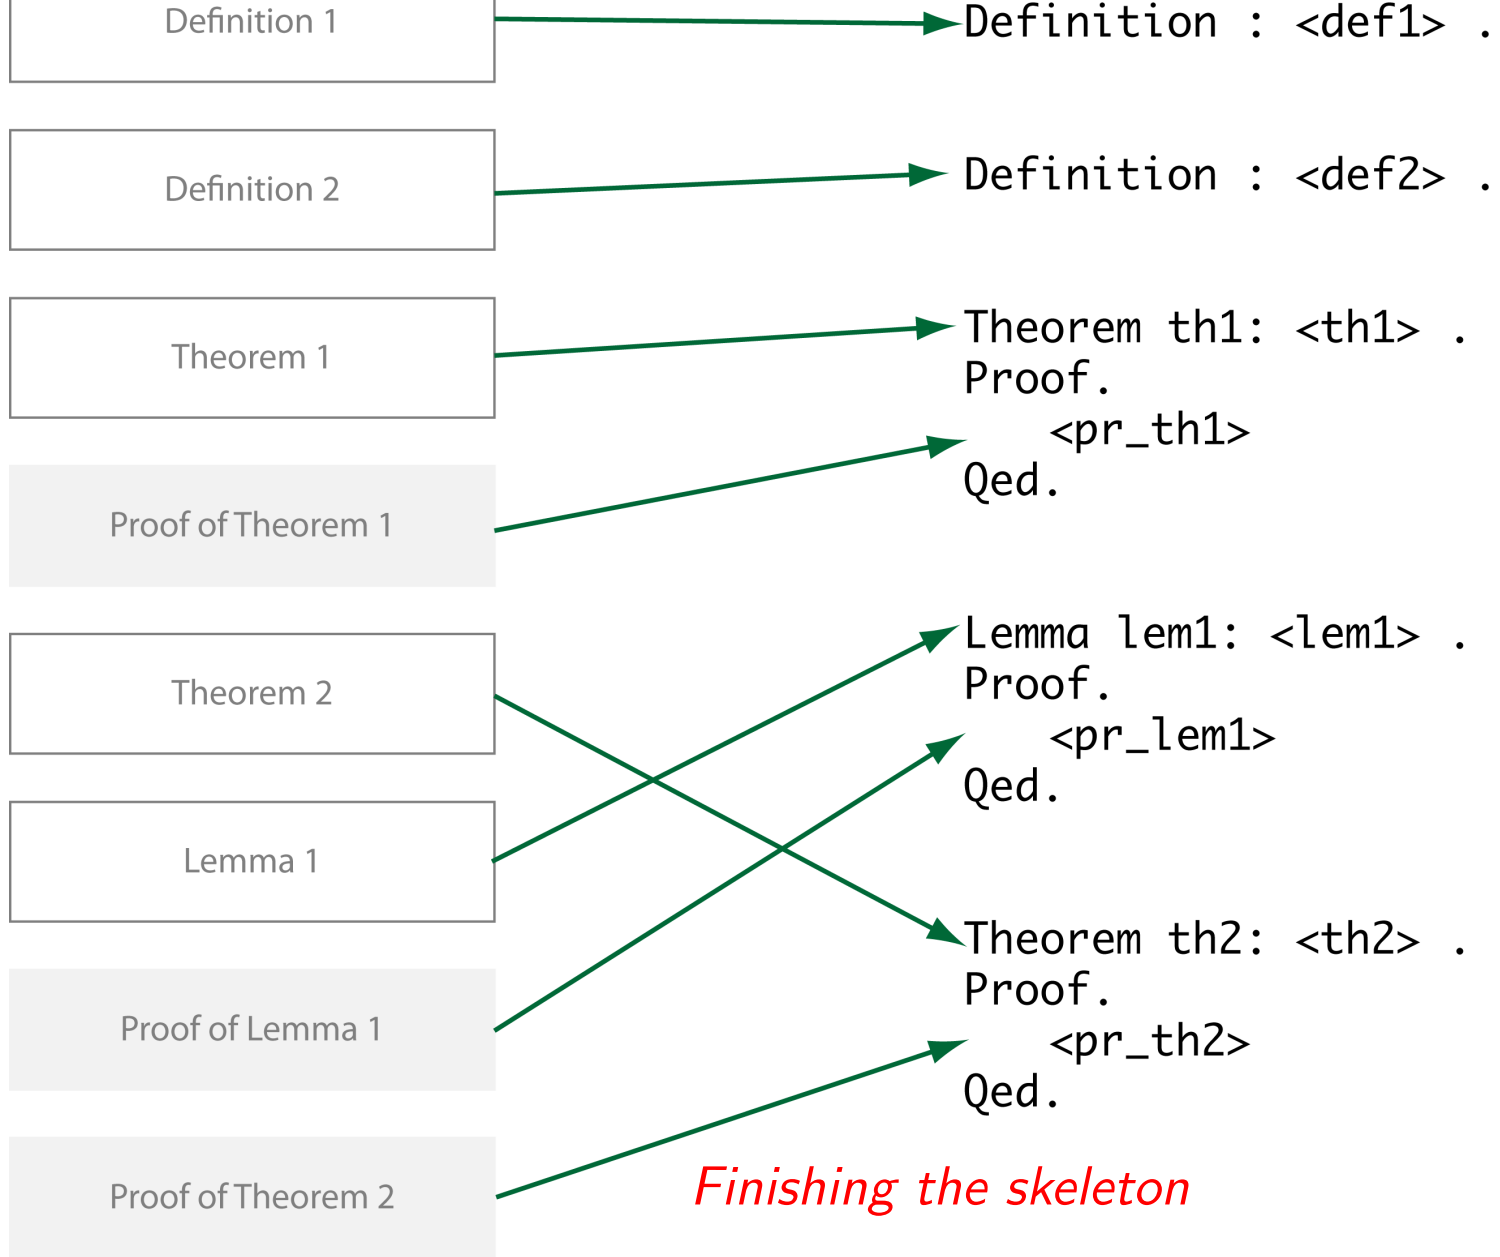 Definition 1
Definition 2
Theorem 1
Proof of Theorem 1
Theorem 2
Lemma 1
Proof of Lemma 1
Proof of Theorem 2
Definition : <def1> .
Definition : <def2> .
Theorem th1: <th1> .
Proof.
<pr_th1>
Qed.
Lemma lem1: <lem1> .
Proof.
<pr_lem1>
Qed.
Theorem th2: <th2> .
Proof.
<pr_th2>
Qed.
Finishing the skeleton